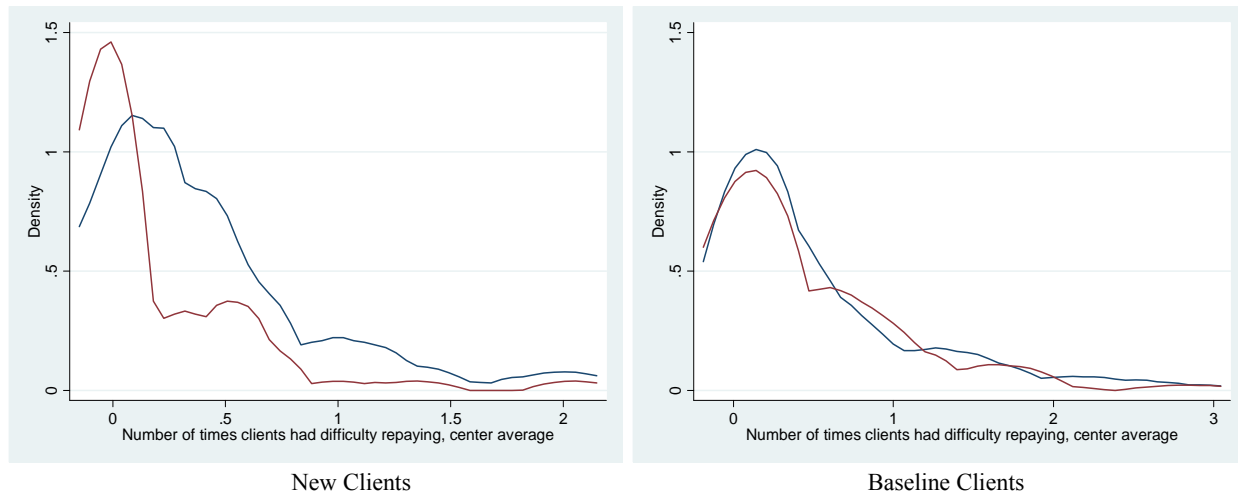 1.5
1
.5
0
Density
0 .5 1 1.5 2
Number of times clients had difficulty repaying, center average
New Clients
1.5
1
.5
0
Density
0 1 2 3
Number of times clients had difficulty repaying, center average
Baseline Clients